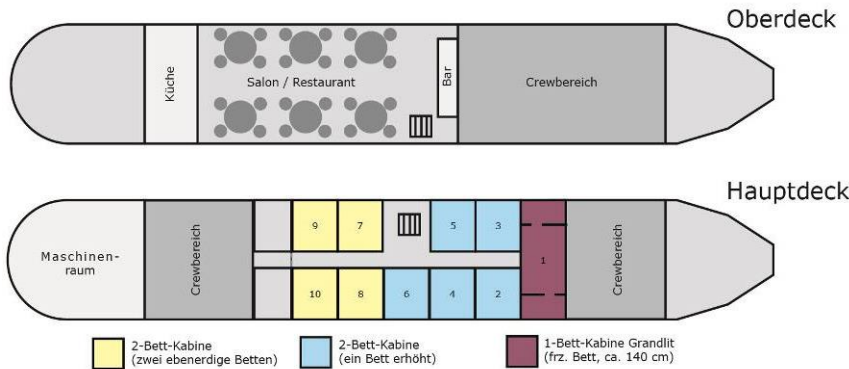 Oberdeck
Küche
Salon / Restaurant
Bar
Crewbereich
Hauptdeck
Maschinen-
raum
Crewbereich
9
7
5
3
1
10
8
6
4
2
Crewbereich
2-Bett-Kabine
(zwei ebenerdige Betten)
2-Bett-Kabine
(ein Bett erhöht)
1-Bett-Kabine Grandlit
(frz. Bett, ca. 140 cm)